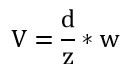 V = d/z * w